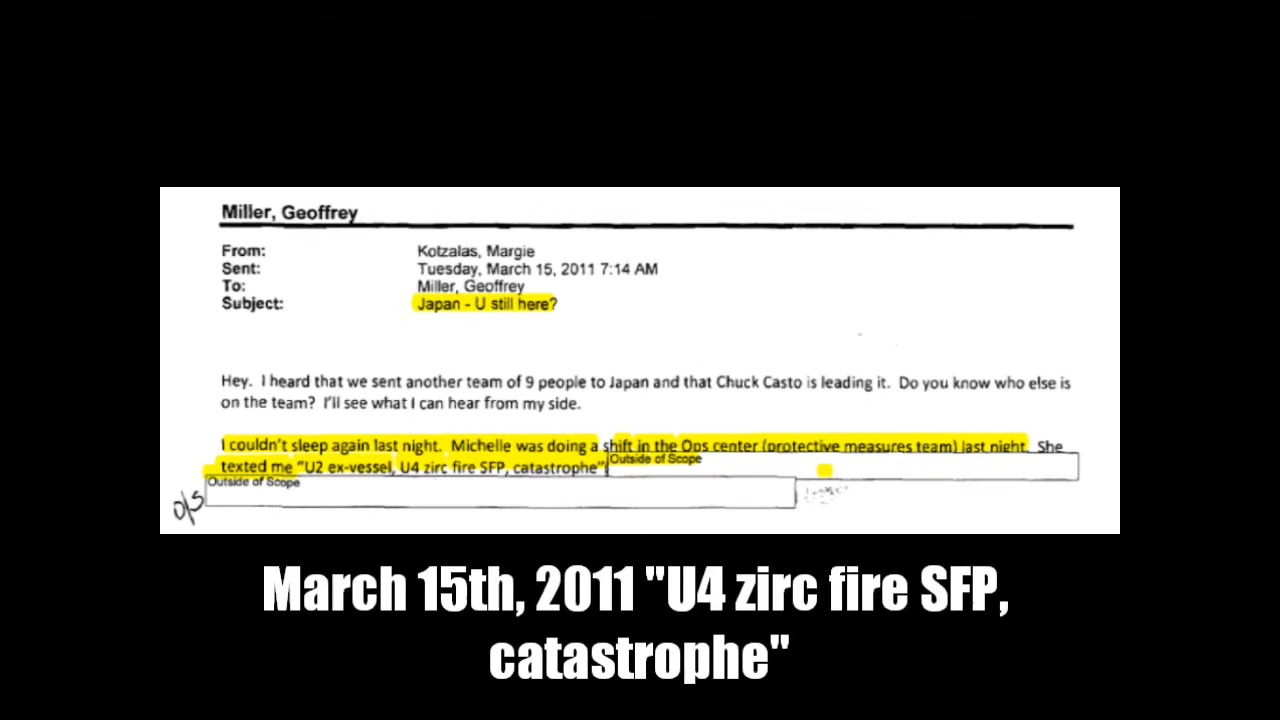 Miller, Geoffrey
From: Kotzalas, Margie
Sent: Tuesday, March 15, 2011 7:14 AM
To: Miller, Geoffrey
Subject: Japan - U still here?
Hey. I heard that we sent another team of 9 people to Japan and that Chuck Casto is leading it. Do you know who else is
on the team? I'll see what I can hear from my side.
I couldn't sleep again last night. Michelle was doing a shift in the Ops center (protective measures team) last night. She
texted me "U2 ex-vessel, U4 zirc fire SFP, catastrophe" Outside of Scope
Outside of Scope
o/s
March 15th, 2011 "U4 zirc fire SFP,
catastrophe"